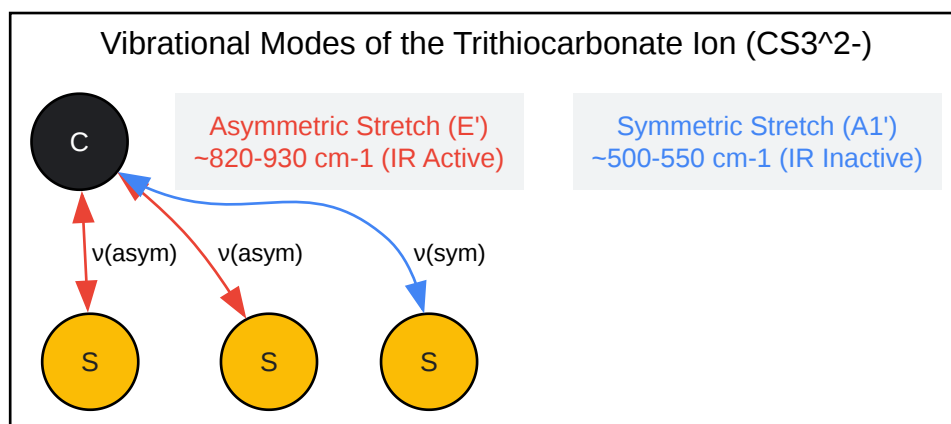 Vibrational Modes of the Trithiocarbonate Ion (CS3^2-)
C
Asymmetric Stretch (E')
~820-930 cm-1 (IR Active)
Symmetric Stretch (A1')
~500-550 cm-1 (IR Inactive)
ν(asym)
ν(asym)
ν(sym)
S
S
S